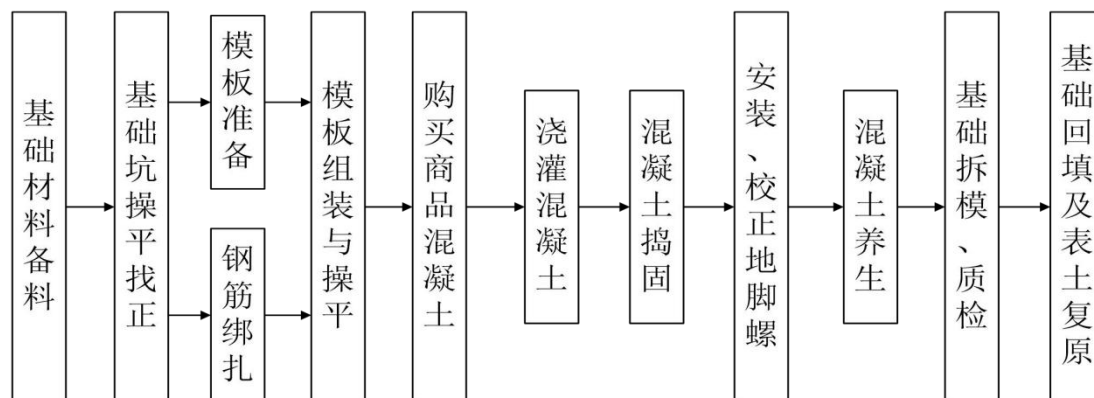 基础材料备料
基础坑操平找正
模板准备
钢筋绑扎
模板组装与操平
购买商品混凝土
浇灌混凝土
混凝土捣固
安装、校正地脚螺
混凝土养生
基础拆模、质检
基础回填及表土复原